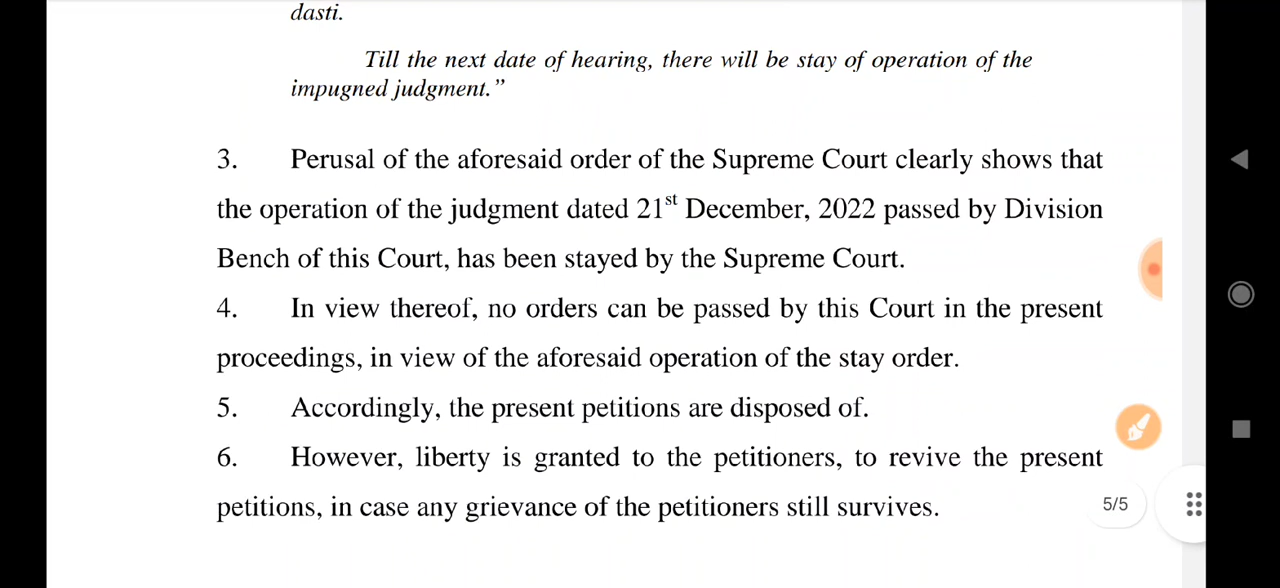 dasti.
Till the next date of hearing, there will be stay of operation of the
impugned judgment.”
3. Perusal of the aforesaid order of the Supreme Court clearly shows that
the operation of the judgment dated 21st December, 2022 passed by Division
Bench of this Court, has been stayed by the Supreme Court.
4. In view thereof, no orders can be passed by this Court in the present
proceedings, in view of the aforesaid operation of the stay order.
5. Accordingly, the present petitions are disposed of.
6. However, liberty is granted to the petitioners, to revive the present
petitions, in case any grievance of the petitioners still survives.
5/5